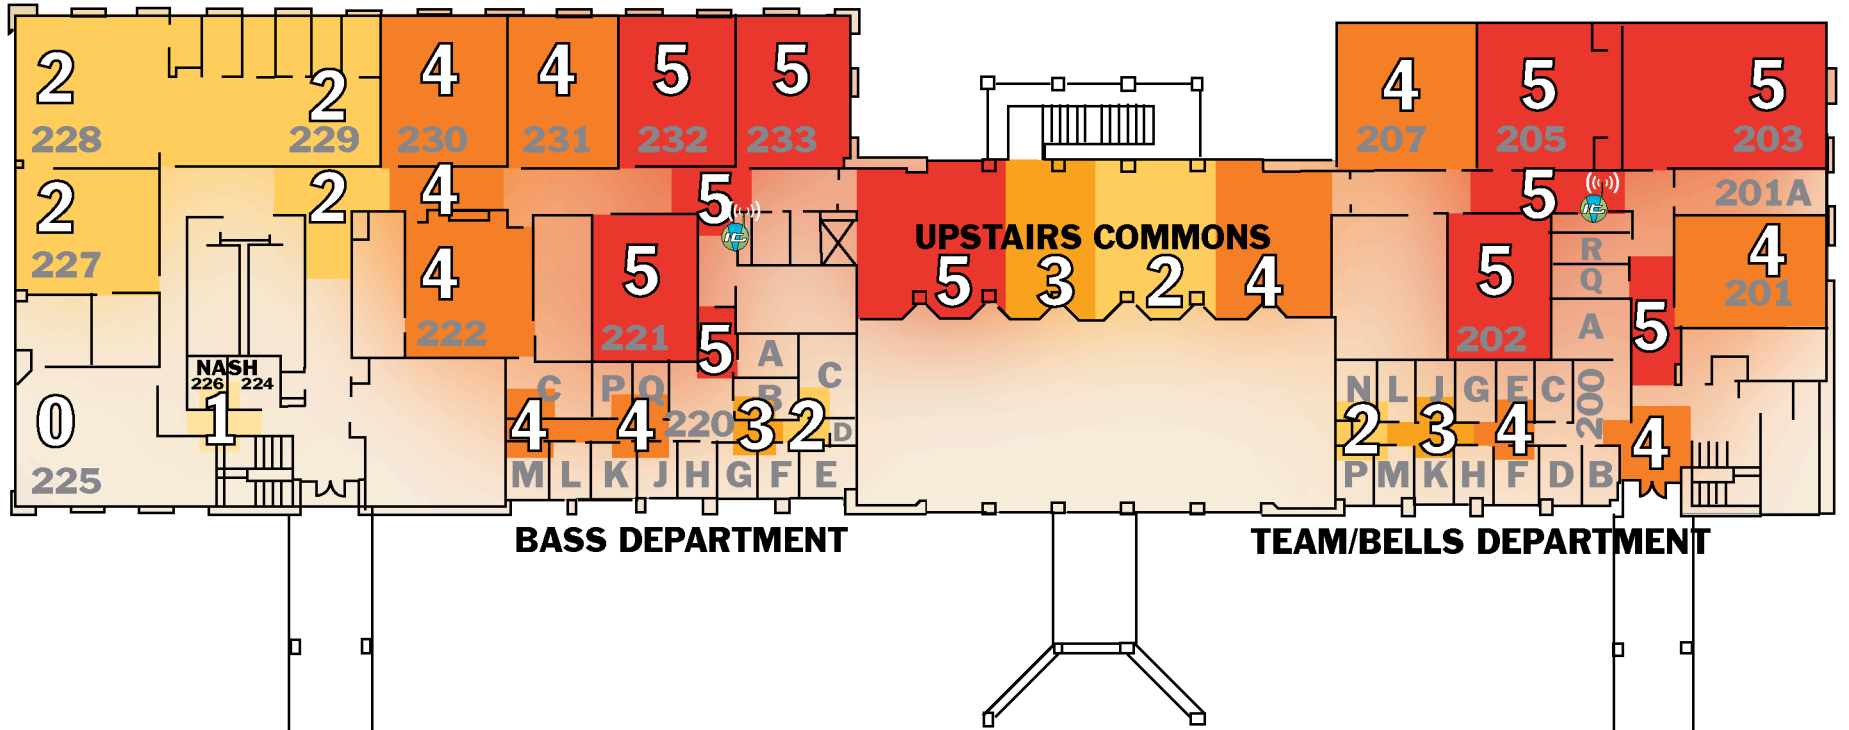 2 2 4 4 5 5 4 5 5
228 229 230 231 232 233 207 205 203
2 2 4 5 5 201A
227 IC IC
UPSTAIRS COMMONS
4 5 5 3 2 4 5 R 4
222 221 202 Q 201
5 A 5
NASH
226 224
A C
0 1 C P Q B N L J G E C 200
4 4 220 3 2 D 2 3 4 4
225 M L K J H G F E P M K H F D B
BASS DEPARTMENT
TEAM/BELLS DEPARTMENT